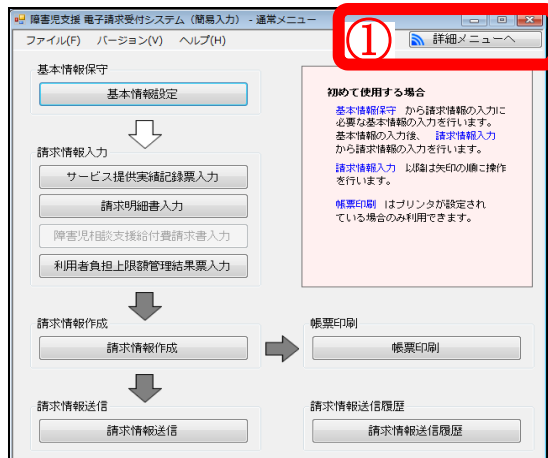 障害児支援 電子請求受付システム（簡易入力） - 通常メニュー
ファイル(F) バージョン(V) ヘルプ(H)
①
詳細メニューへ
基本情報保守
基本情報設定
請求情報入力
サービス提供実績記録票入力
請求明細書入力
障害児相談支援給付費請求書入力
利用者負担上限額管理結果票入力
初めて使用する場合
基本情報保守 から請求情報の入力に
必要な基本情報の入力を行います。
基本情報の入力後、 請求情報入力
から請求情報の入力を行います。
請求情報入力 以降は矢印の順に操作
を行います。
帳票印刷 はプリンタが設定され
ている場合のみ利用できます。
請求情報作成
請求情報作成
帳票印刷
帳票印刷
請求情報送信
請求情報送信
請求情報送信履歴
請求情報送信履歴